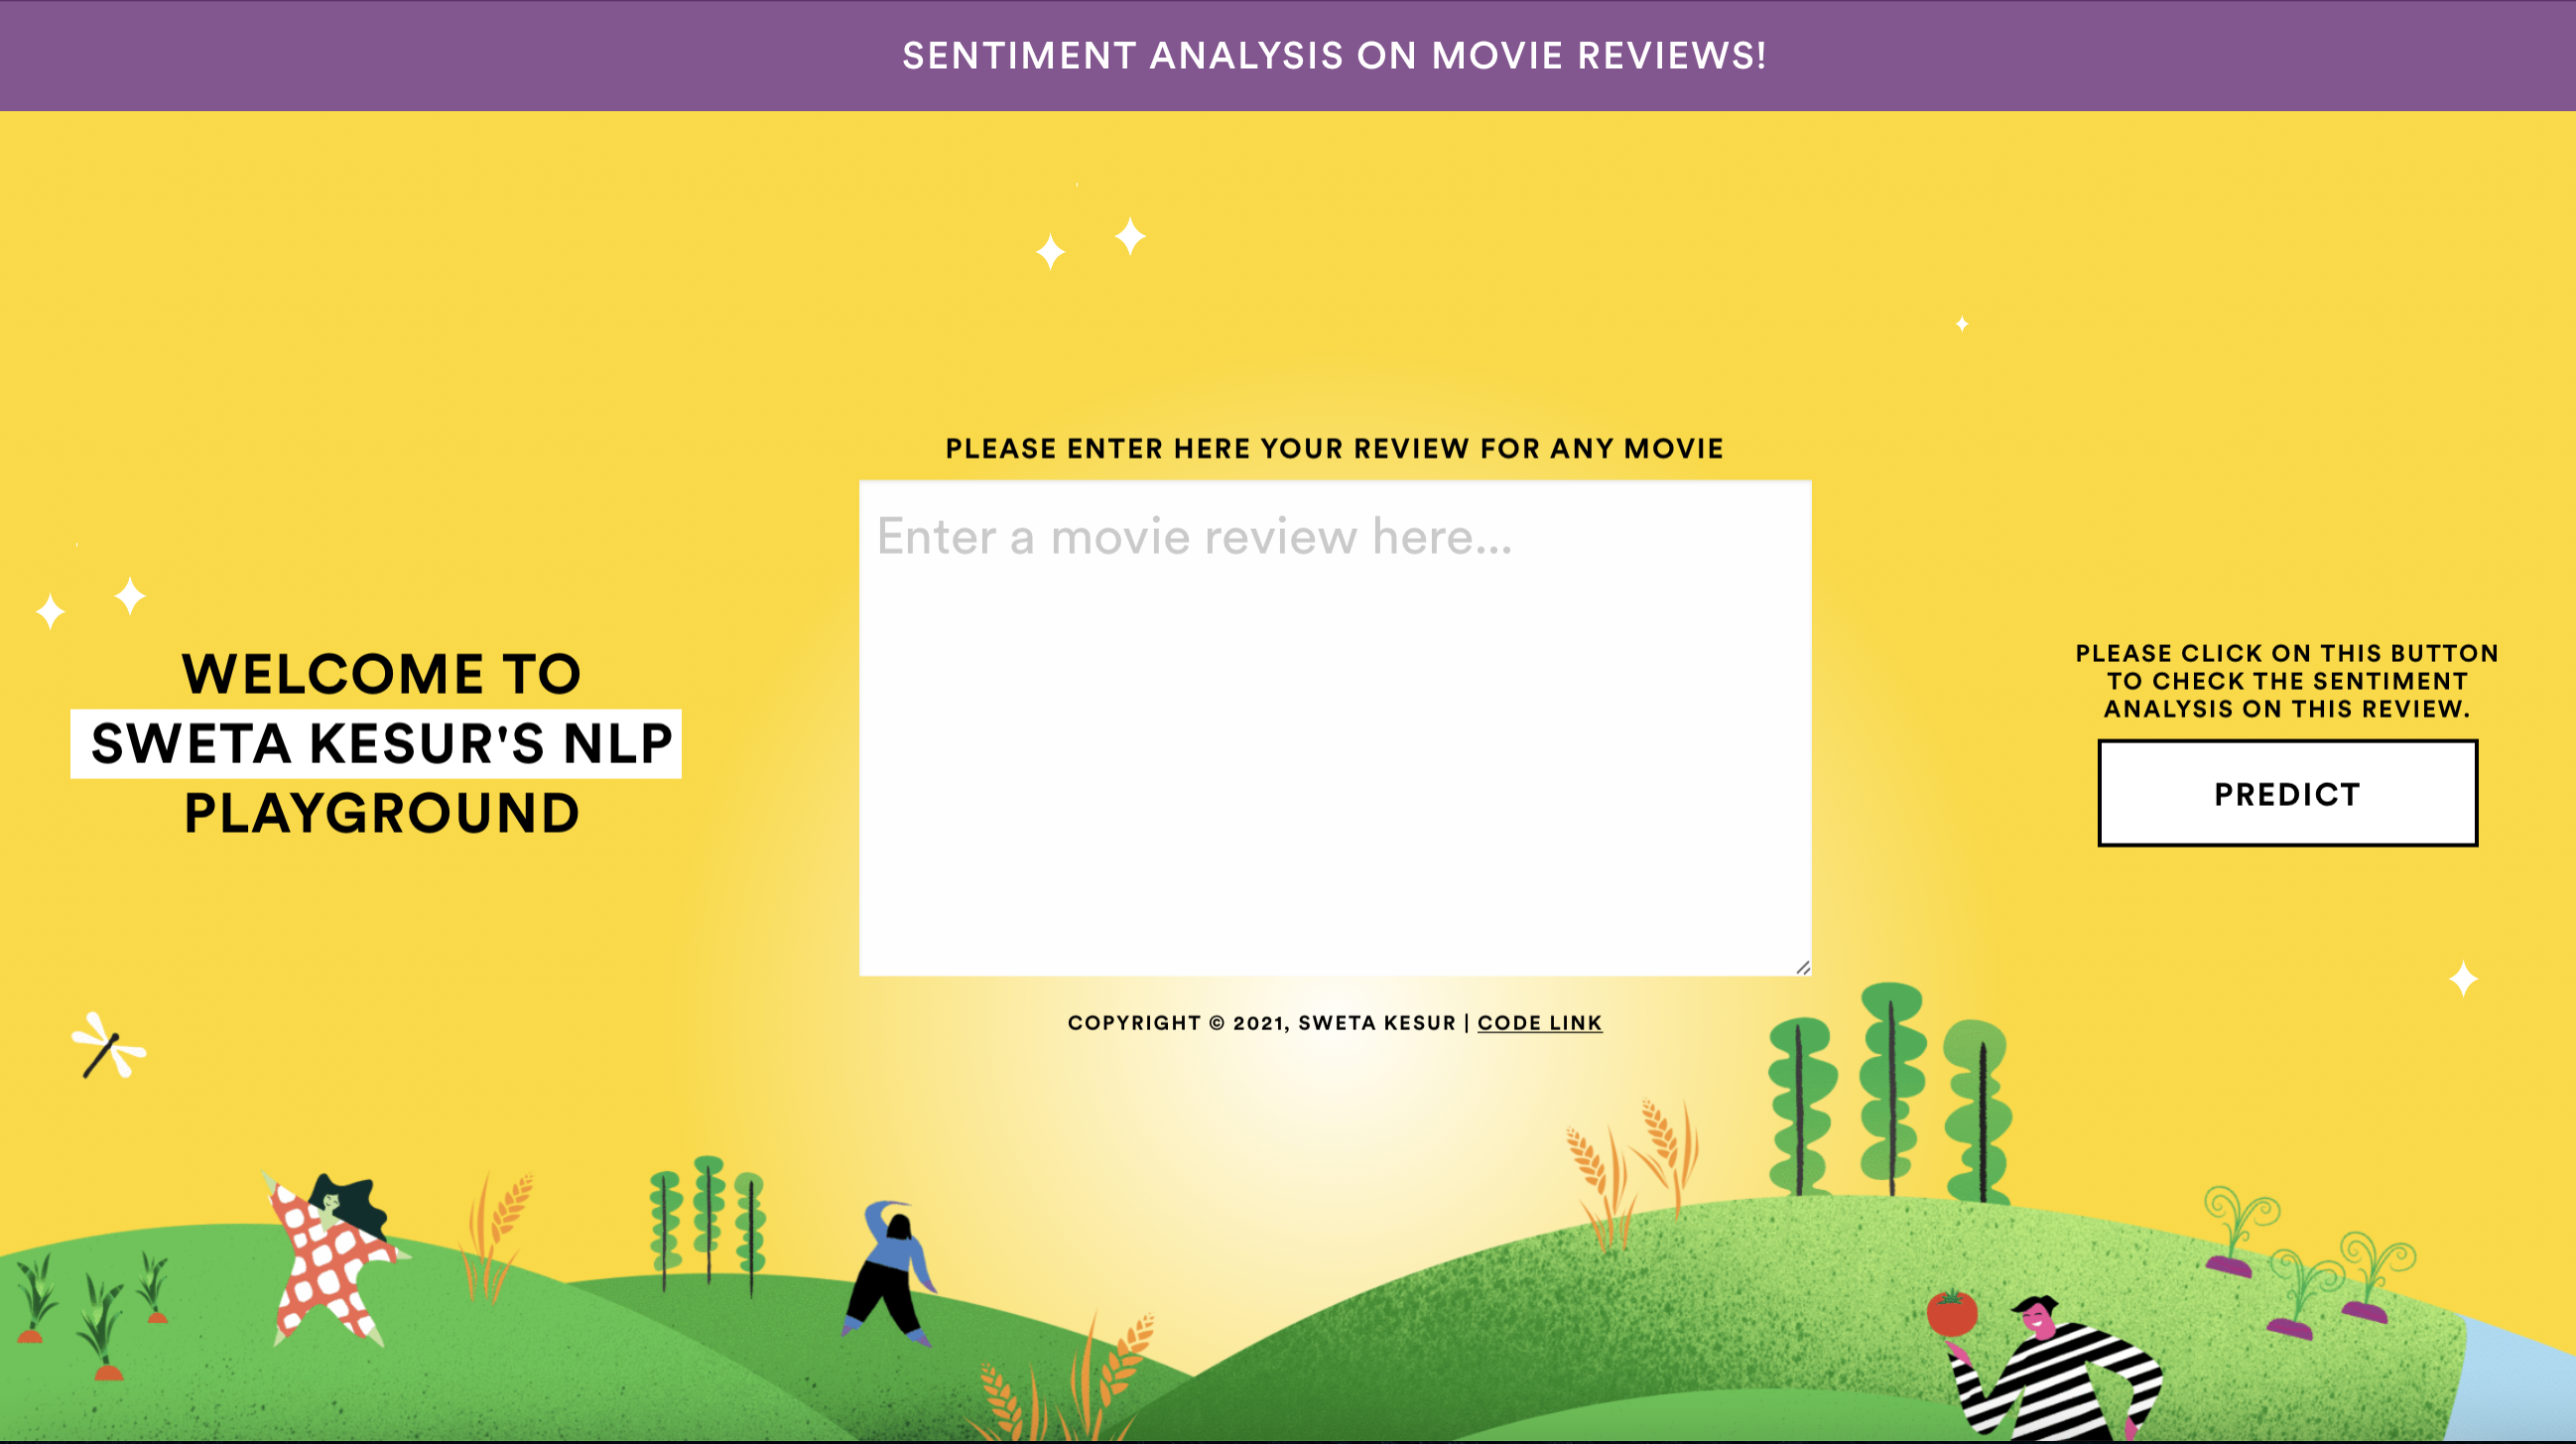 SENTIMENT ANALYSIS ON MOVIE REVIEWS!
WELCOME TO
SWETA KESUR'S NLP
PLAYGROUND
PLEASE ENTER HERE YOUR REVIEW FOR ANY MOVIE
Enter a movie review here...
COPYRIGHT © 2021, SWETA KESUR | CODE LINK
PLEASE CLICK ON THIS BUTTON
TO CHECK THE SENTIMENT
ANALYSIS ON THIS REVIEW.
PREDICT